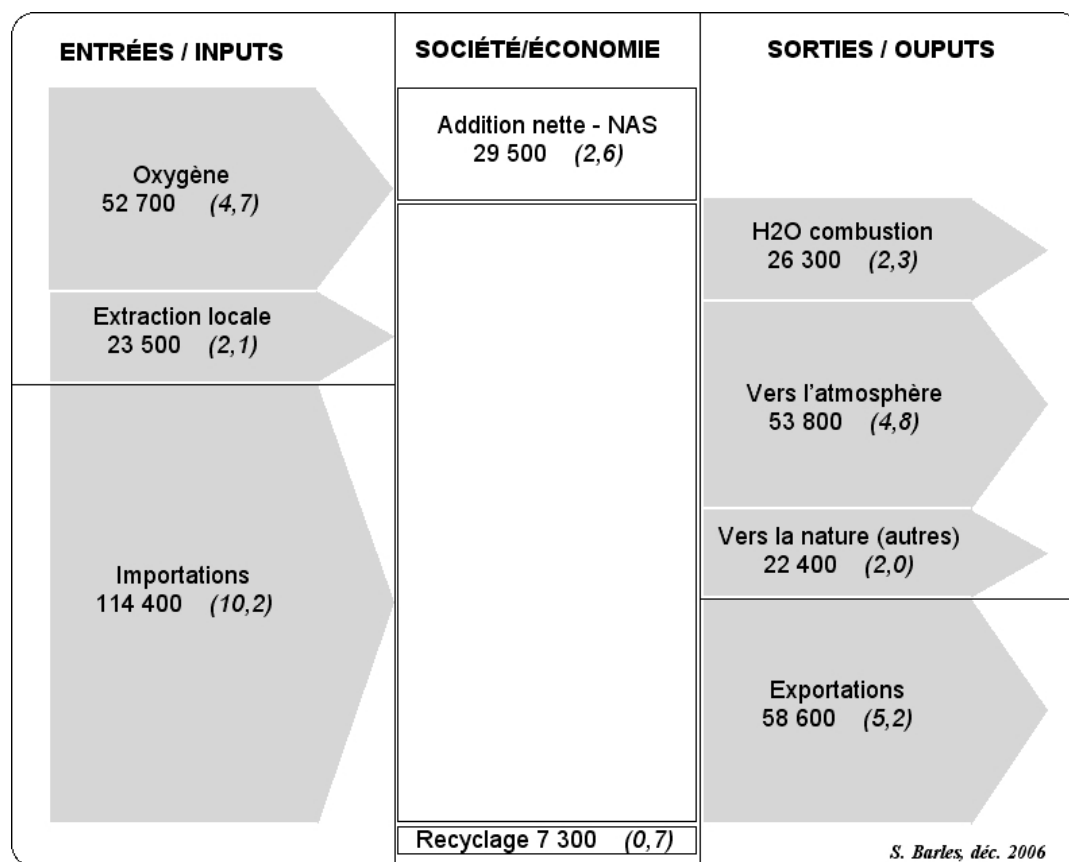 ENTRÉES / INPUTS
Oxygène
52 700 (4,7)
Extraction locale
23 500 (2,1)
Importations
114 400 (10,2)
SOCIÉTÉ/ÉCONOMIE
Addition nette - NAS
29 500 (2,6)
Recyclage 7 300 (0,7)
SORTIES / OUPUTS
H2O combustion
26 300 (2,3)
Vers l'atmosphère
53 800 (4,8)
Vers la nature (autres)
22 400 (2,0)
Exportations
58 600 (5,2)
S. Barles, déc. 2006